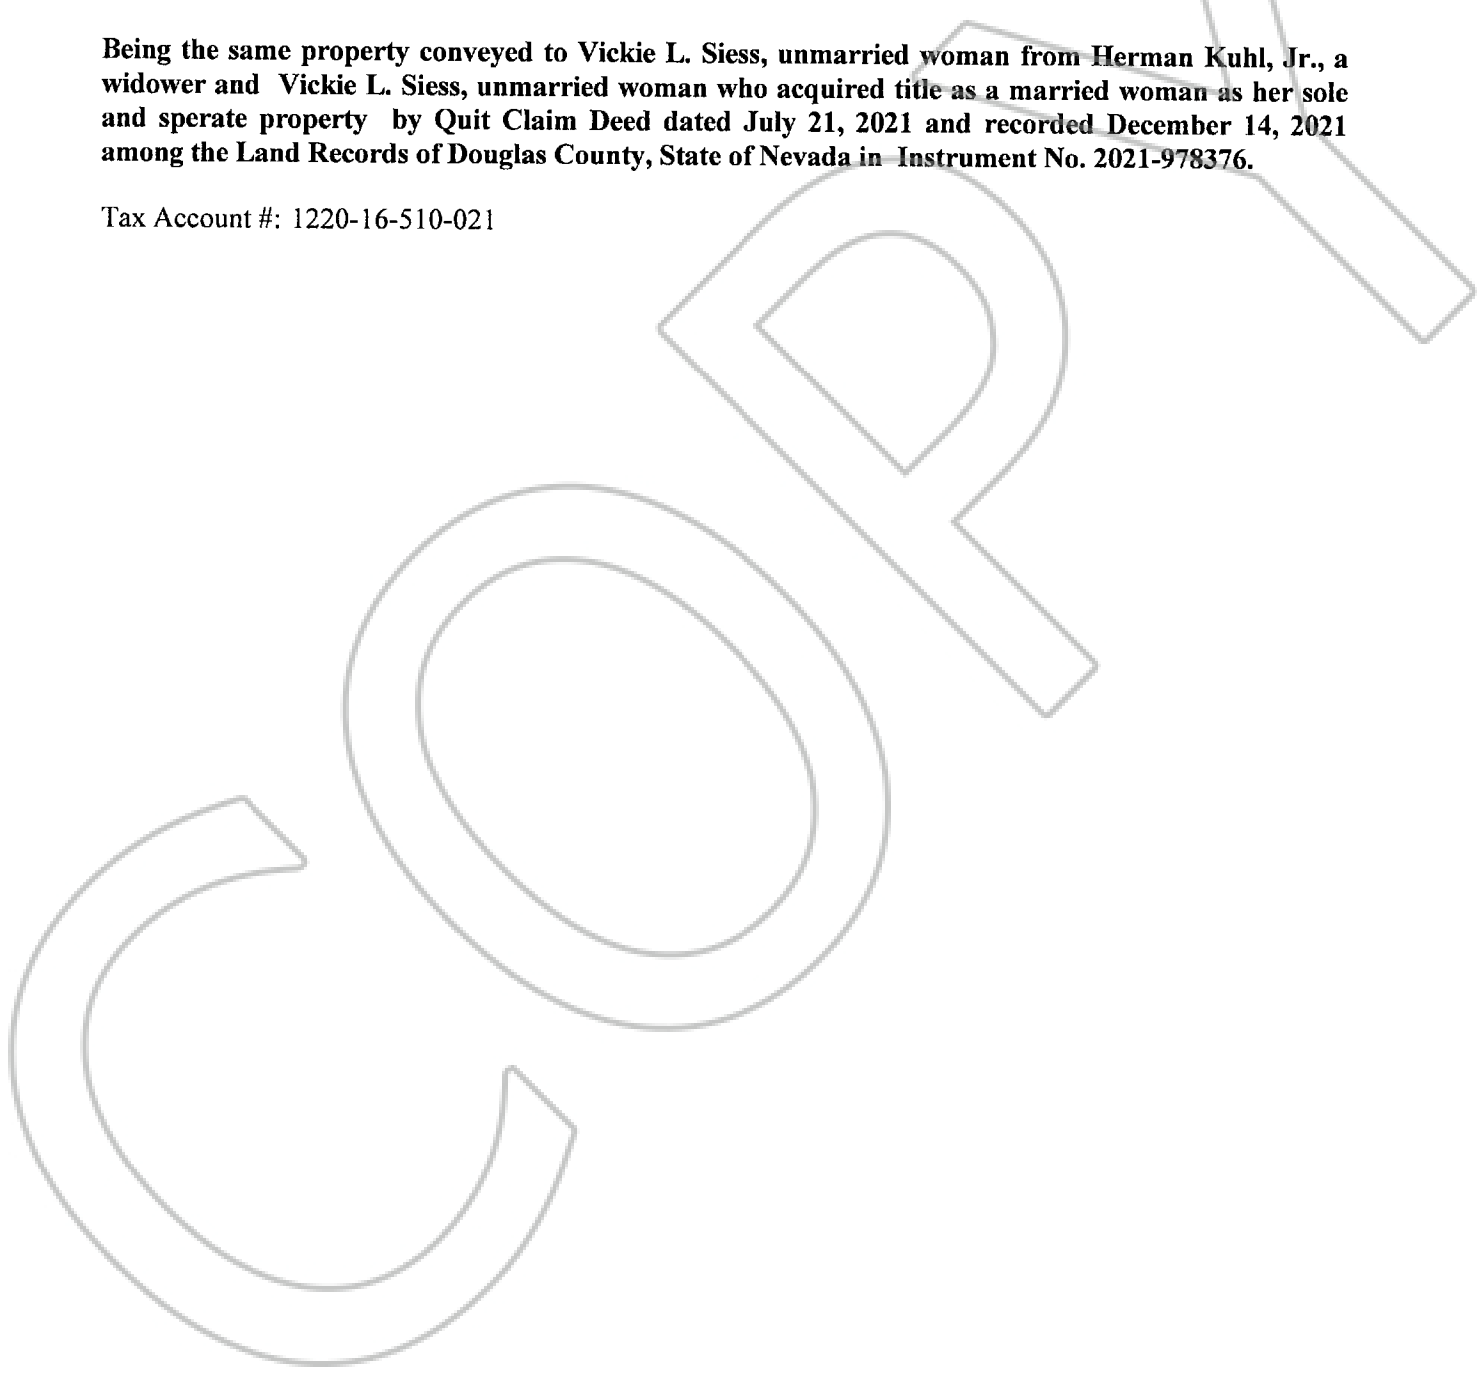 Being the same property conveyed to Vickie L. Siess, unmarried woman from Herman Kuhl, Jr., a
widower and Vickie L. Siess, unmarried woman who acquired title as a married woman as her sole
and sperate property by Quit Claim Deed dated July 21, 2021 and recorded December 14, 2021
among the Land Records of Douglas County, State of Nevada in Instrument No. 2021-978376.
Tax Account #: 1220-16-510-021
COPY